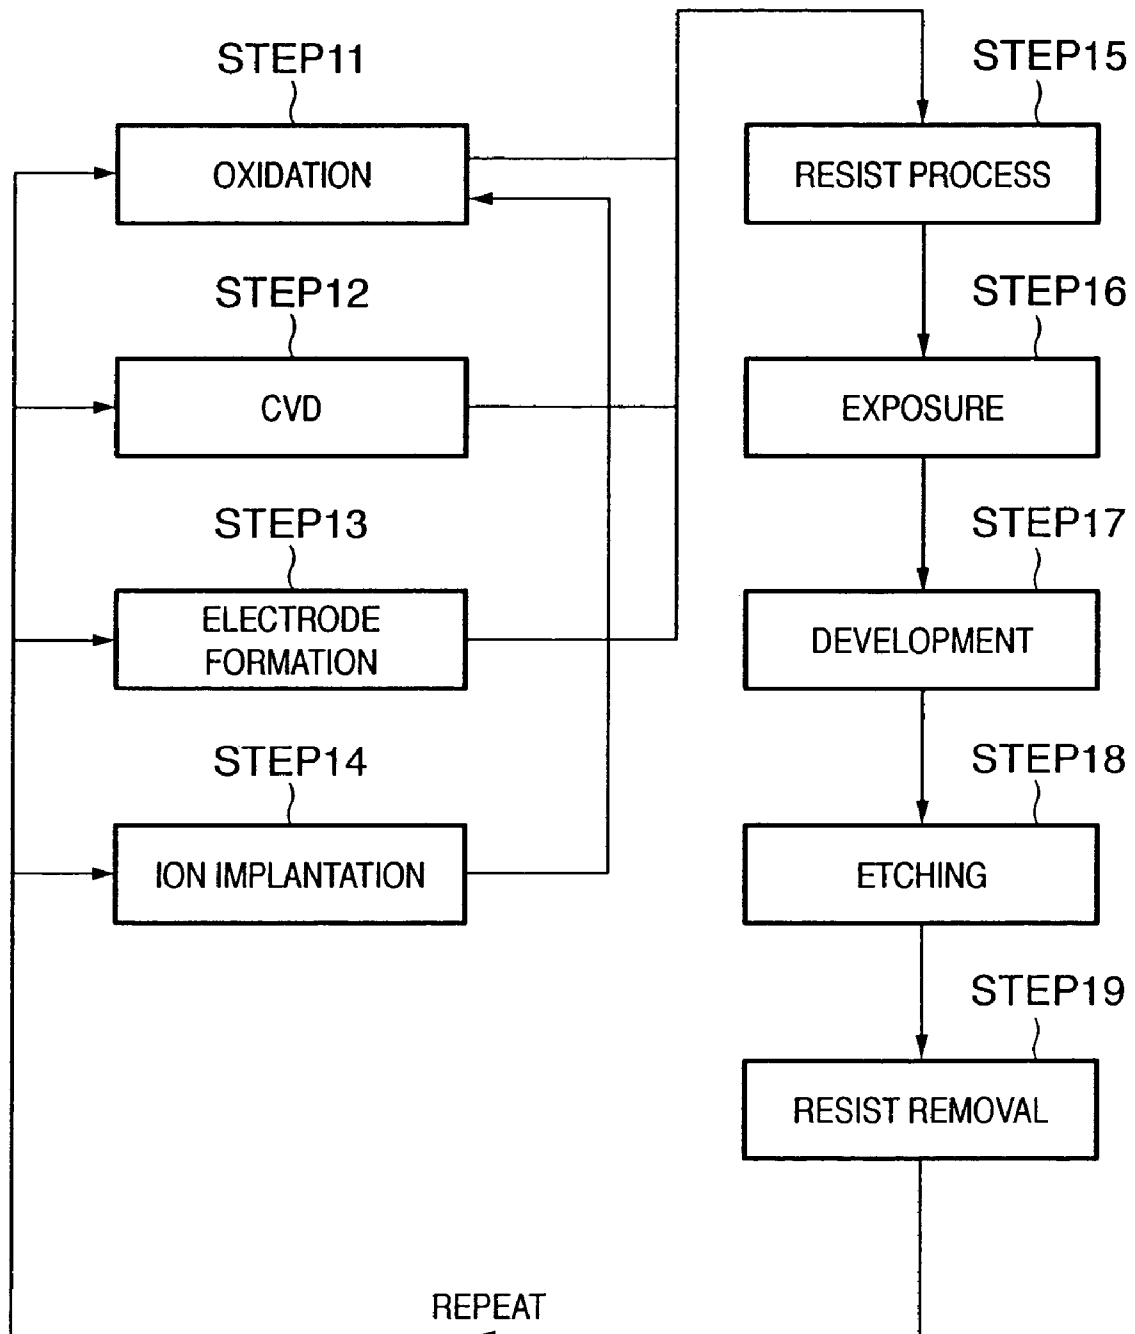 STEP11
OXIDATION
STEP12
CVD
STEP13
ELECTRODE
FORMATION
STEP14
ION IMPLANTATION
STEP15
RESIST PROCESS
STEP16
EXPOSURE
STEP17
DEVELOPMENT
STEP18
ETCHING
STEP19
RESIST REMOVAL
REPEAT